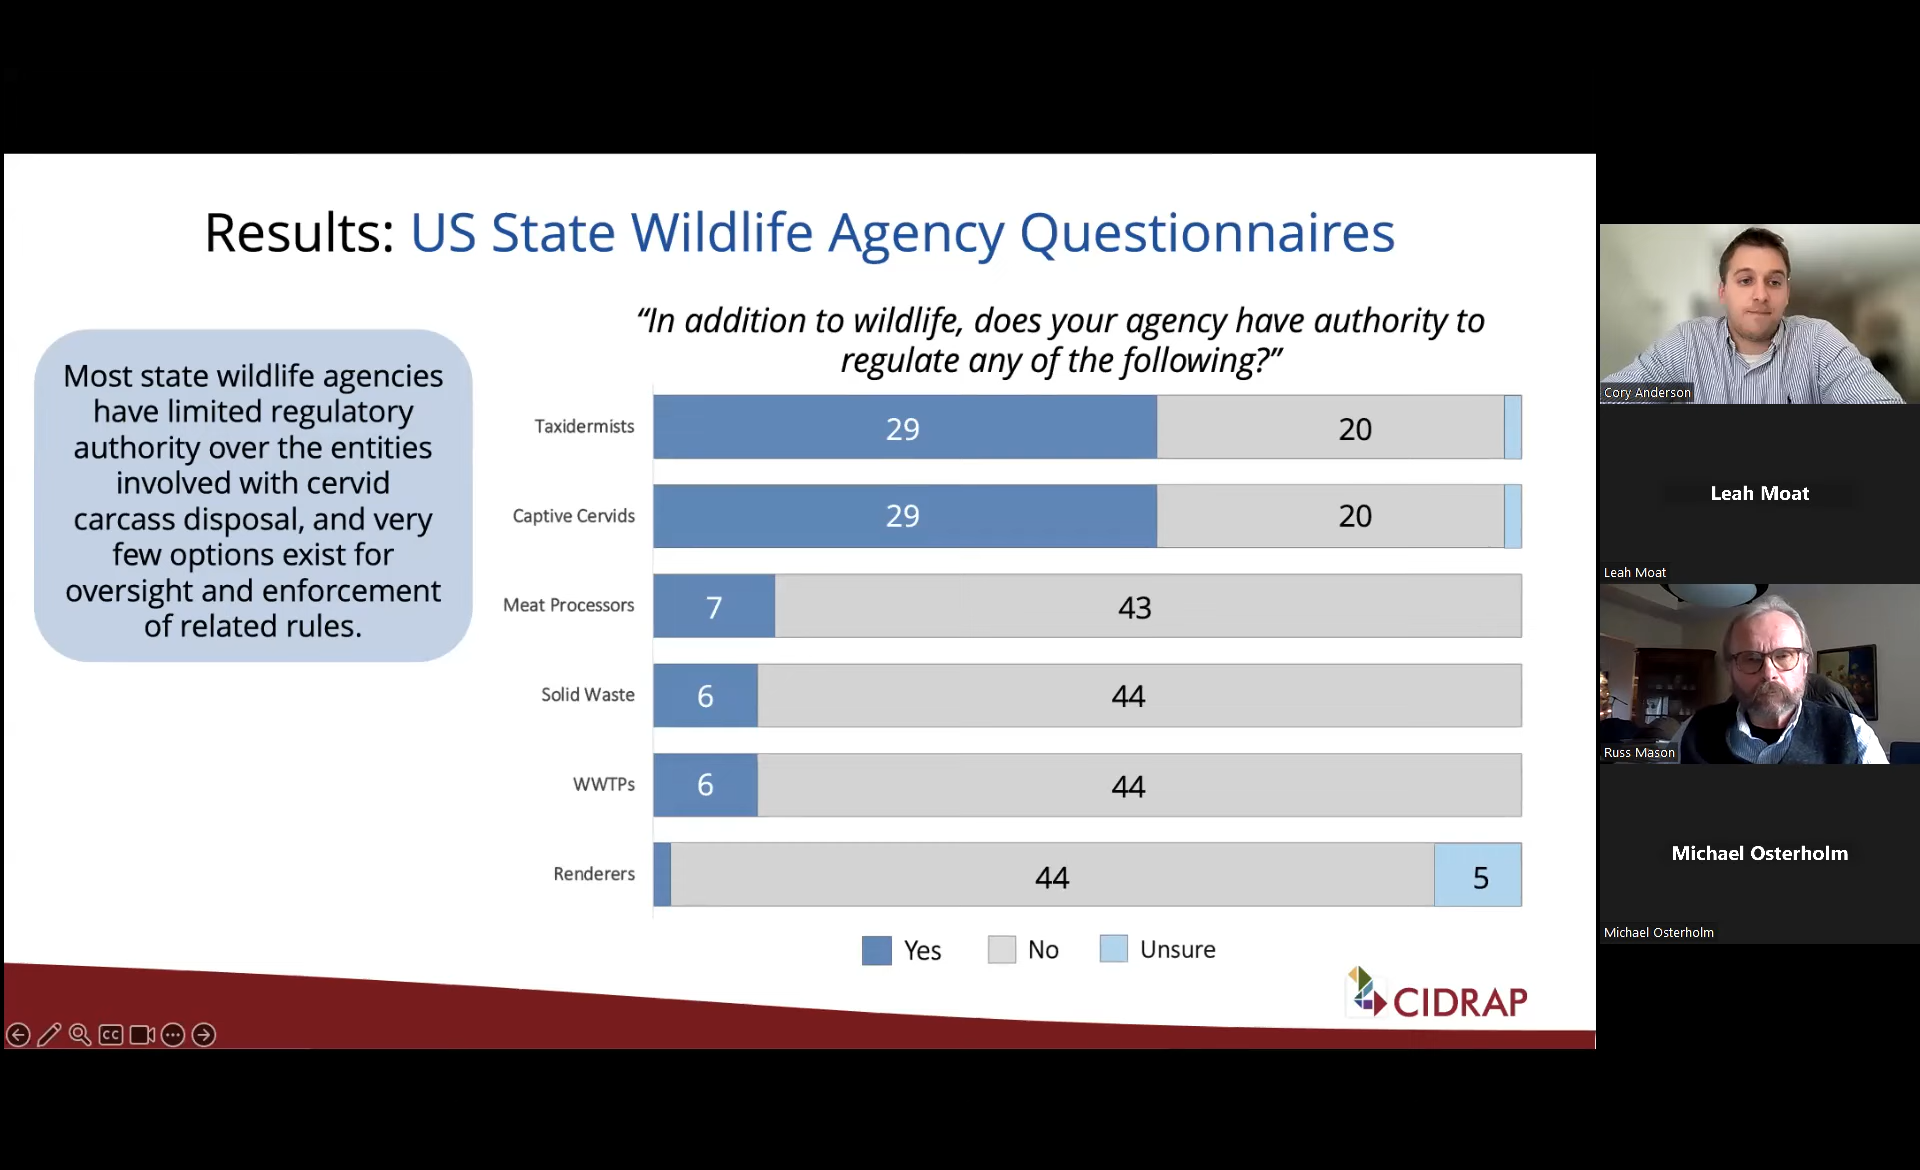 Results: US State Wildlife Agency Questionnaires
Most state wildlife agencies
have limited regulatory
authority over the entities
involved with cervid
carcass disposal, and very
few options exist for
oversight and enforcement
of related rules.
“In addition to wildlife, does your agency have authority to
regulate any of the following?”
Taxidermists 29 20
Captive Cervids 29 20
Meat Processors 7 43
Solid Waste 6 44
WWTPs 6 44
Renderers 44 5
Yes No Unsure
CIDRAP
CC
Cory Anderson
Leah Moat
Leah Moat
Russ Mason
Michael Osterholm
Michael Osterholm